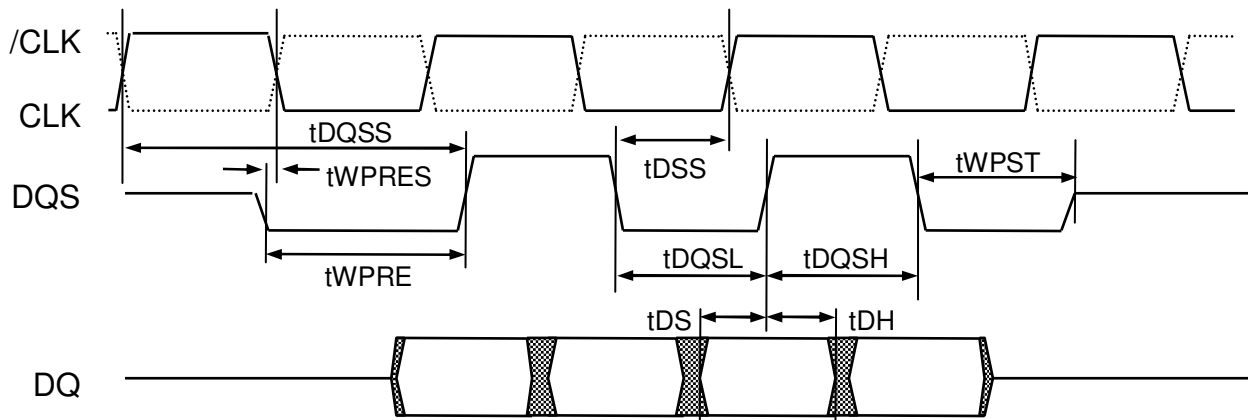 /CLK
CLK
tDQSS
tWPRES
tDSS
tWPST
DQS
tWPRE
tDQSL
tDQSH
tDS
tDH
DQ